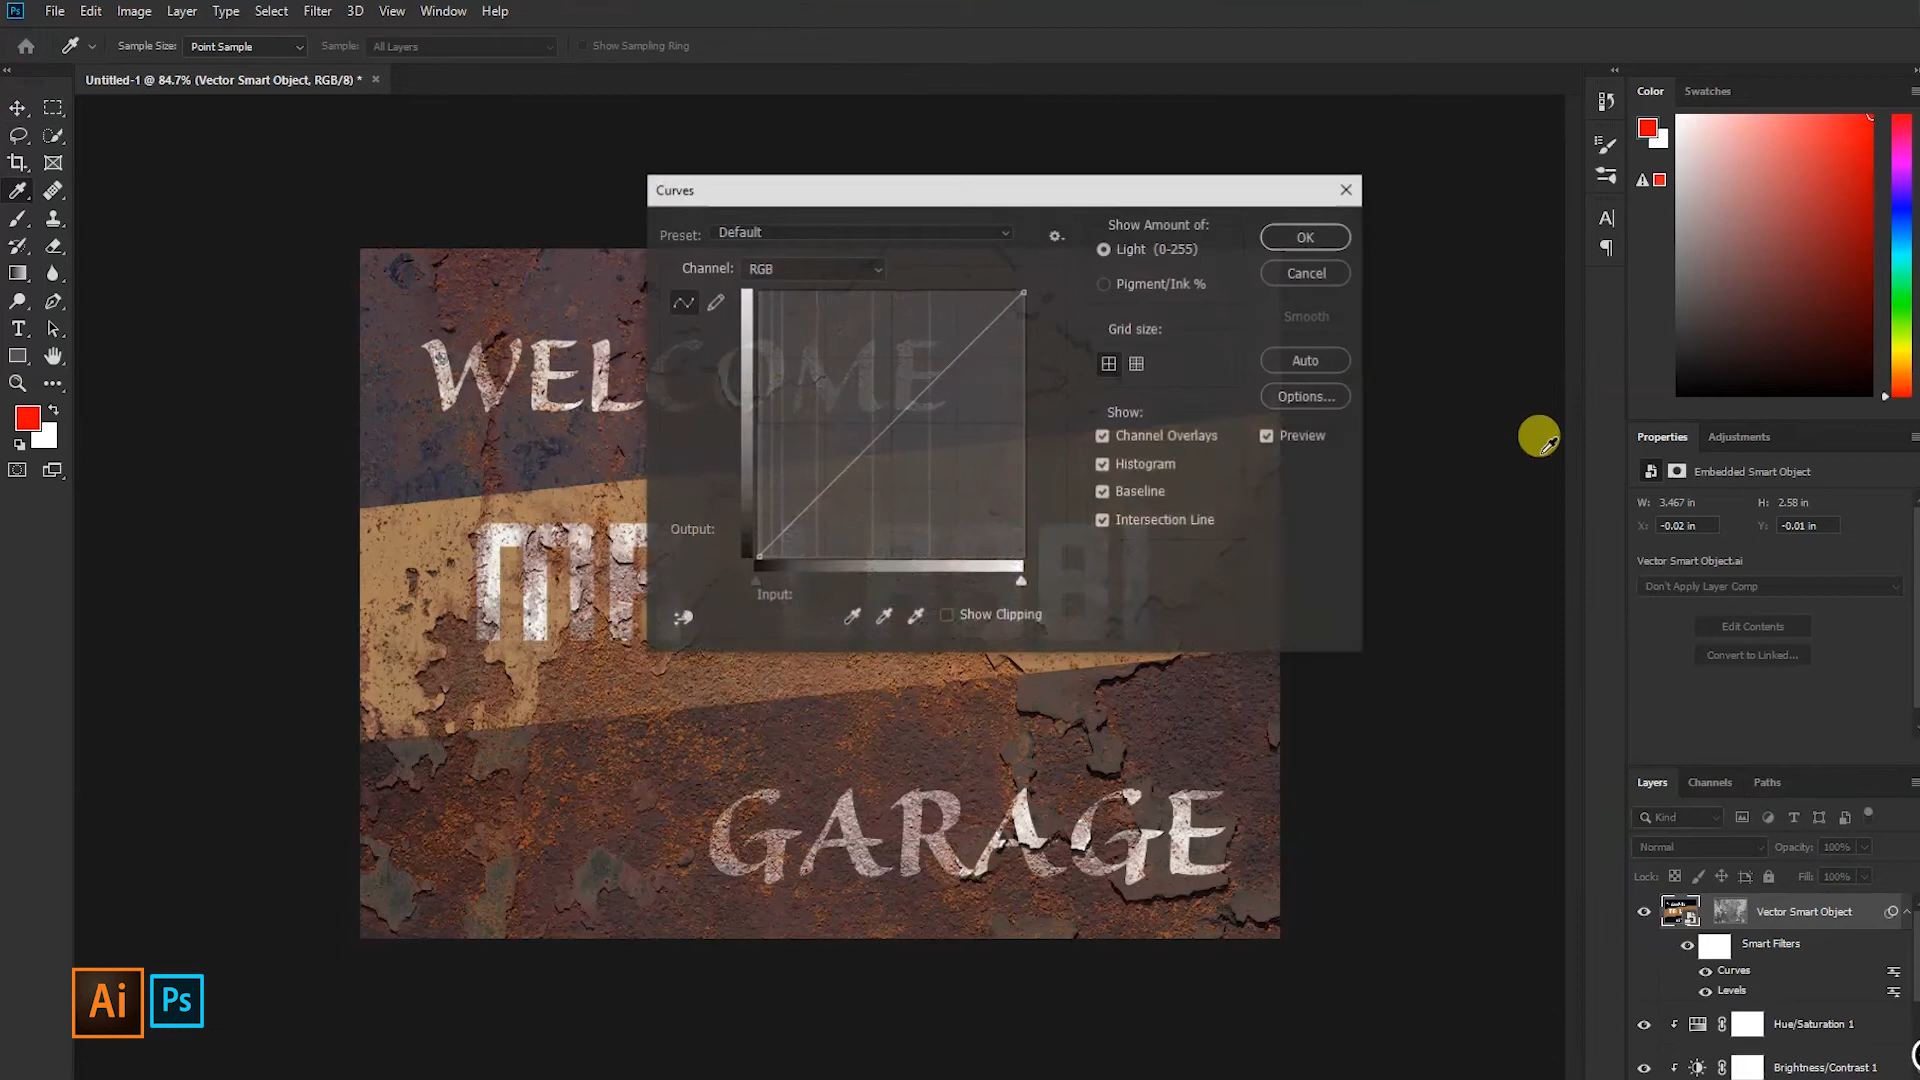 Ps File Edit Image Layer Type Select Filter 3D View Window Help
Sample Size: Point Sample Sample: All Layers Show Sampling Ring
Untitled-1 @ 84.7% (Vector Smart Object, RGB/8) *
Color Swatches
Curves
Preset: Default
Channel: RGB
Output:
Input:
Show Clipping
Show Amount of:
Light (0-255)
Pigment/Ink %
Grid size:
Show:
Channel Overlays
Histogram
Baseline
Intersection Line
OK
Cancel
Smooth
Auto
Options...
Preview
WELCOME
GARAGE
Ai Ps
Properties Adjustments
Embedded Smart Object
W: 3.467 in H: 2.58 in
X: -0.02 in Y: -0.01 in
Vector Smart Object.ai
Don't Apply Layer Comp
Edit Contents
Convert to Linked...
Layers Channels Paths
Kind
Normal Opacity: 100%
Lock: Fill: 100%
Vector Smart Object
Smart Filters
Curves
Levels
Hue/Saturation 1
Brightness/Contrast 1